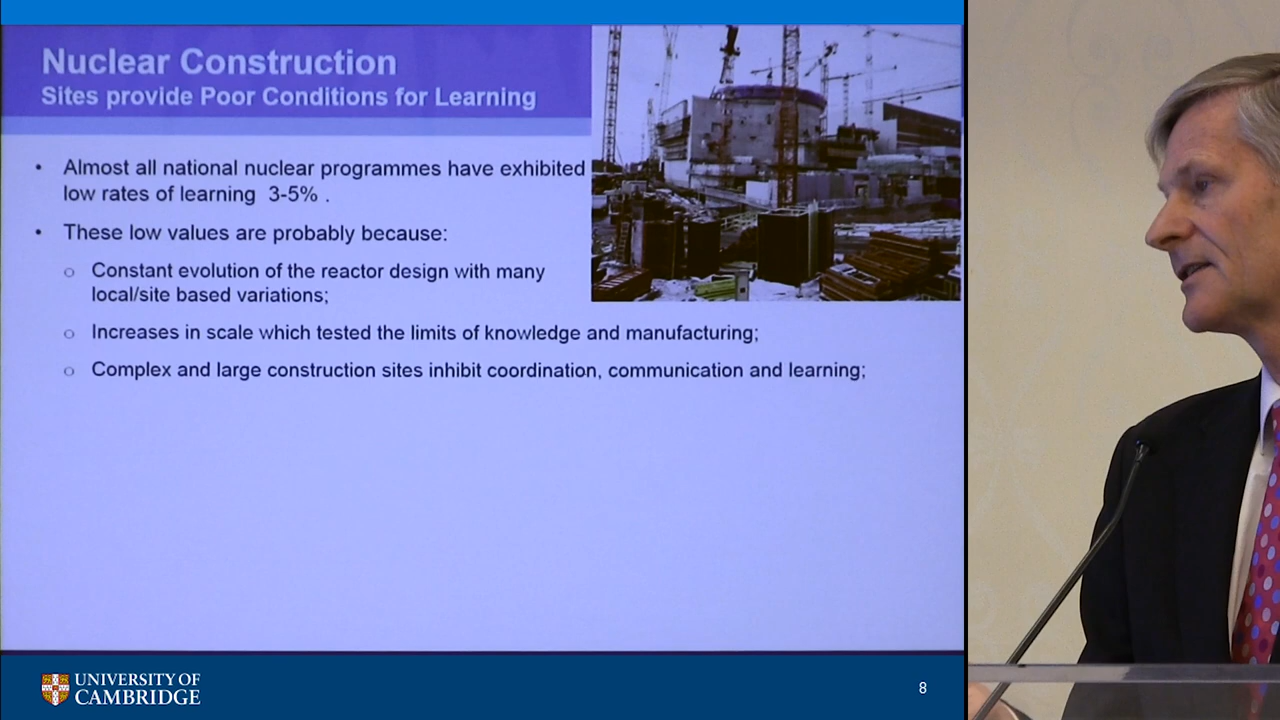 Nuclear Construction
Sites provide Poor Conditions for Learning
• Almost all national nuclear programmes have exhibited
low rates of learning 3-5% .
• These low values are probably because:
o Constant evolution of the reactor design with many
local/site based variations;
o Increases in scale which tested the limits of knowledge and manufacturing;
o Complex and large construction sites inhibit coordination, communication and learning;
UNIVERSITY OF
CAMBRIDGE
8